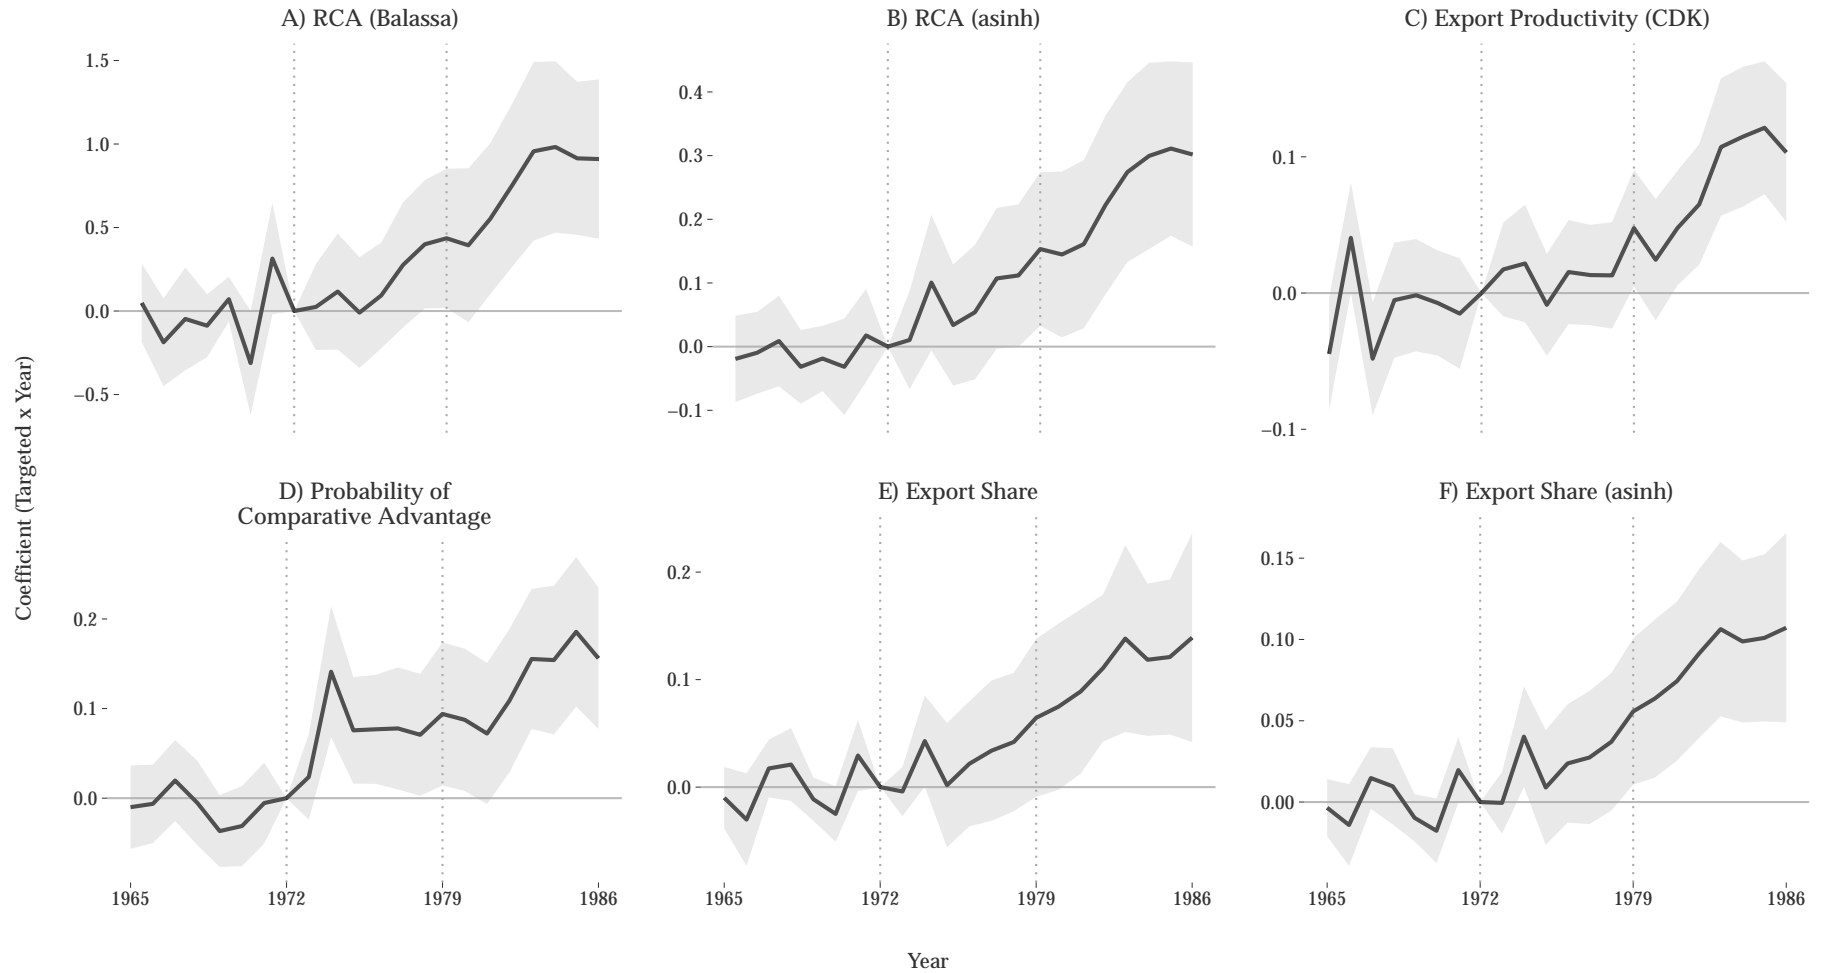 A) RCA (Balassa)
B) RCA (asinh)
C) Export Productivity (CDK)
1.5
1.0
0.5
0.0
−0.5
0.4
0.3
0.2
0.1
0.0
−0.1
0.1
0.0
−0.1
Coefficient (Targeted x Year)
D) Probability of
Comparative Advantage
E) Export Share
F) Export Share (asinh)
0.2
0.1
0.0
0.2
0.1
0.0
0.15
0.10
0.05
0.00
1965 1972 1979 1986
1965 1972 1979 1986
1965 1972 1979 1986
Year